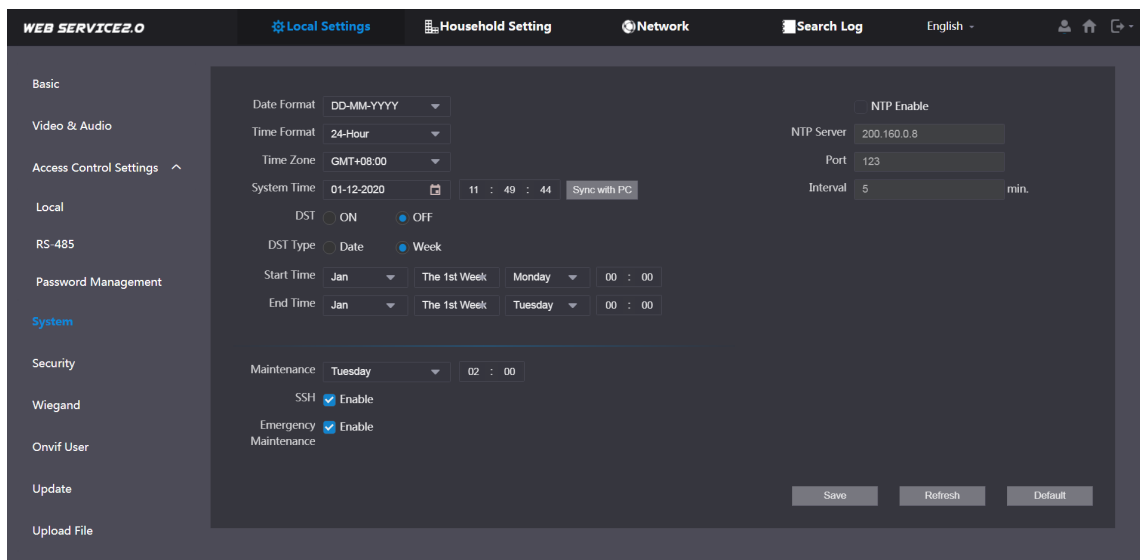 WEB SERVICE2.0
Local Settings
Household Setting
Network
Search Log
English
Basic
Video & Audio
Access Control Settings
Local
RS-485
Password Management
System
Security
Wiegand
Onvif User
Update
Upload File
Date Format DD-MM-YYYY
Time Format 24-Hour
Time Zone GMT+08:00
System Time 01-12-2020 11 : 49 : 44 Sync with PC
DST ON OFF
DST Type Date Week
Start Time Jan The 1st Week Monday 00 : 00
End Time Jan The 1st Week Tuesday 00 : 00
Maintenance Tuesday 02 : 00
SSH Enable
Emergency Enable
Maintenance
NTP Enable
NTP Server 200.160.0.8
Port 123
Interval 5 min.
Save Refresh Default